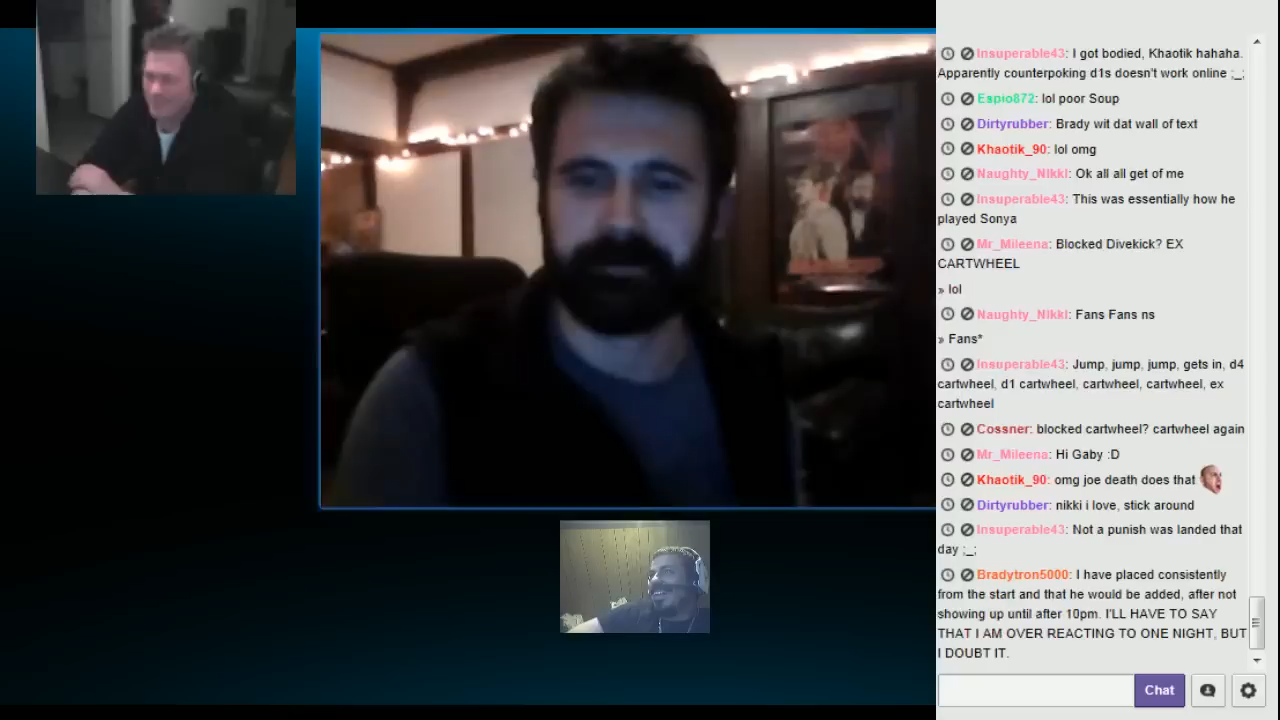 Insuperable43: I got bodied, Khaotik hahaha.
Apparently counterpoking d1s doesn't work online ;_;
Espio872: lol poor Soup
Dirtyrubber: Brady wit dat wall of text
Khaotik_90: lol omg
Naughty_Nikki: Ok all all get of me
Insuperable43: This was essentially how he
played Sonya
Mr_Mileena: Blocked Divekick? EX
CARTWHEEL
» lol
Naughty_Nikki: Fans Fans ns
» Fans*
Insuperable43: Jump, jump, jump, gets in, d4
cartwheel, d1 cartwheel, cartwheel, cartwheel, ex
cartwheel
Cossner: blocked cartwheel? cartwheel again
Mr_Mileena: Hi Gaby :D
Khaotik_90: omg joe death does that
Dirtyrubber: nikki i love, stick around
Insuperable43: Not a punish was landed that
day ;_;
Bradytron5000: I have placed consistently
from the start and that he would be added, after not
showing up until after 10pm. I'LL HAVE TO SAY
THAT I AM OVER REACTING TO ONE NIGHT, BUT
I DOUBT IT.
Chat